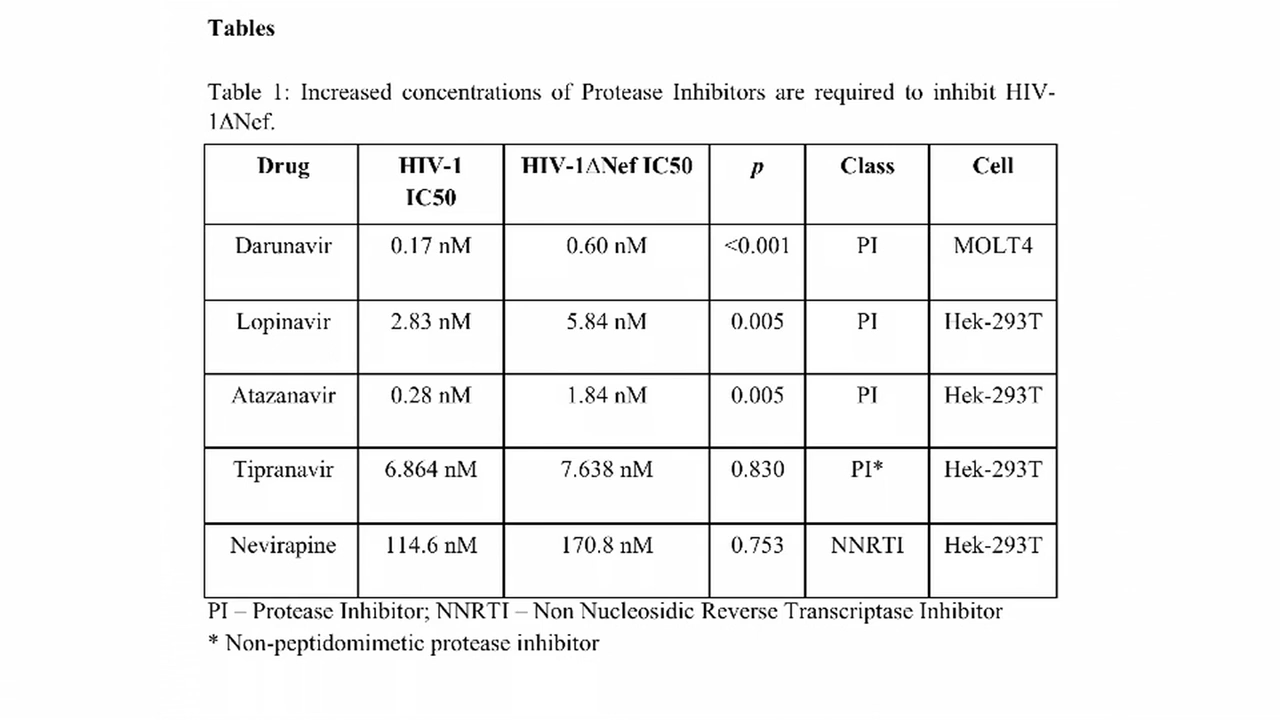 Tables
Table 1: Increased concentrations of Protease Inhibitors are required to inhibit HIV-
1ΔNef.
Drug HIV-1 IC50 HIV-1ΔNef IC50 p Class Cell
Darunavir 0.17 nM 0.60 nM <0.001 PI MOLT4
Lopinavir 2.83 nM 5.84 nM 0.005 PI Hek-293T
Atazanavir 0.28 nM 1.84 nM 0.005 PI Hek-293T
Tipranavir 6.864 nM 7.638 nM 0.830 PI* Hek-293T
Nevirapine 114.6 nM 170.8 nM 0.753 NNRTI Hek-293T
PI – Protease Inhibitor; NNRTI – Non Nucleosidic Reverse Transcriptase Inhibitor
* Non-peptidomimetic protease inhibitor